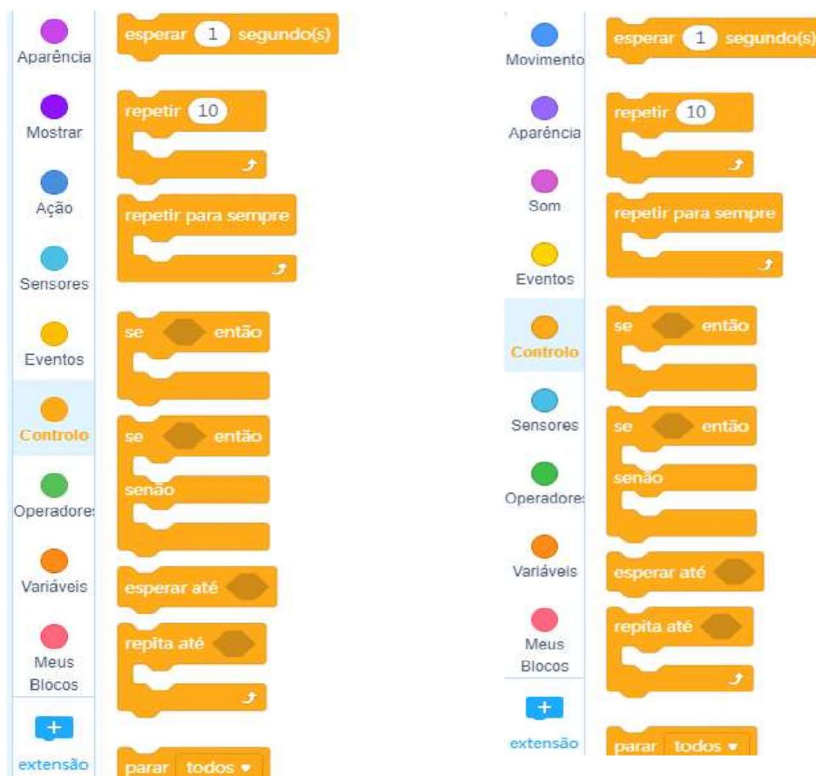 Aparência
Mostrar
Ação
Sensores
Eventos
Controlo
Operadores
Variáveis
Meus
Blocos
extensão
esperar 1 segundo(s)
repetir 10
repetir para sempre
se então
se então
senão
esperar até
repita até
parar todos
Movimento
Aparência
Som
Eventos
Controlo
Sensores
Operadores
Variáveis
Meus
Blocos
extensão
esperar 1 segundo(s)
repetir 10
repetir para sempre
se então
se então
senão
esperar até
repita até
parar todos